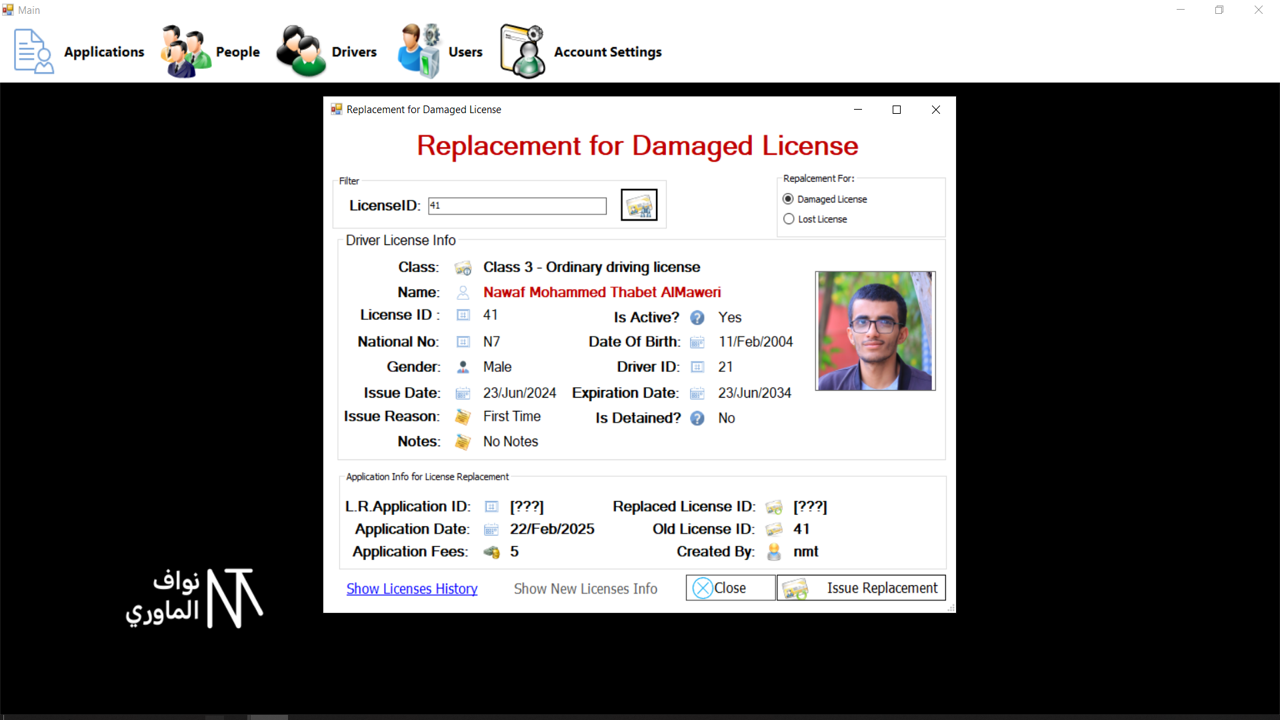 Main
Applications People Drivers Users Account Settings
Replacement for Damaged License
Replacement for Damaged License
Filter
LicenseID: 41
Repalcement For:
Damaged License
Lost License
Driver License Info
Class: Class 3 - Ordinary driving license
Name: Nawaf Mohammed Thabet AlMaweri
License ID : 41 Is Active? Yes
National No: N7 Date Of Birth: 11/Feb/2004
Gender: Male Driver ID: 21
Issue Date: 23/Jun/2024 Expiration Date: 23/Jun/2034
Issue Reason: First Time Is Detained? No
Notes: No Notes
Application Info for License Replacement
L.R.Application ID: [???] Replaced License ID: [???]
Application Date: 22/Feb/2025 Old License ID: 41
Application Fees: 5 Created By: nmt
Show Licenses History Show New Licenses Info Close Issue Replacement
نواف
الماوري